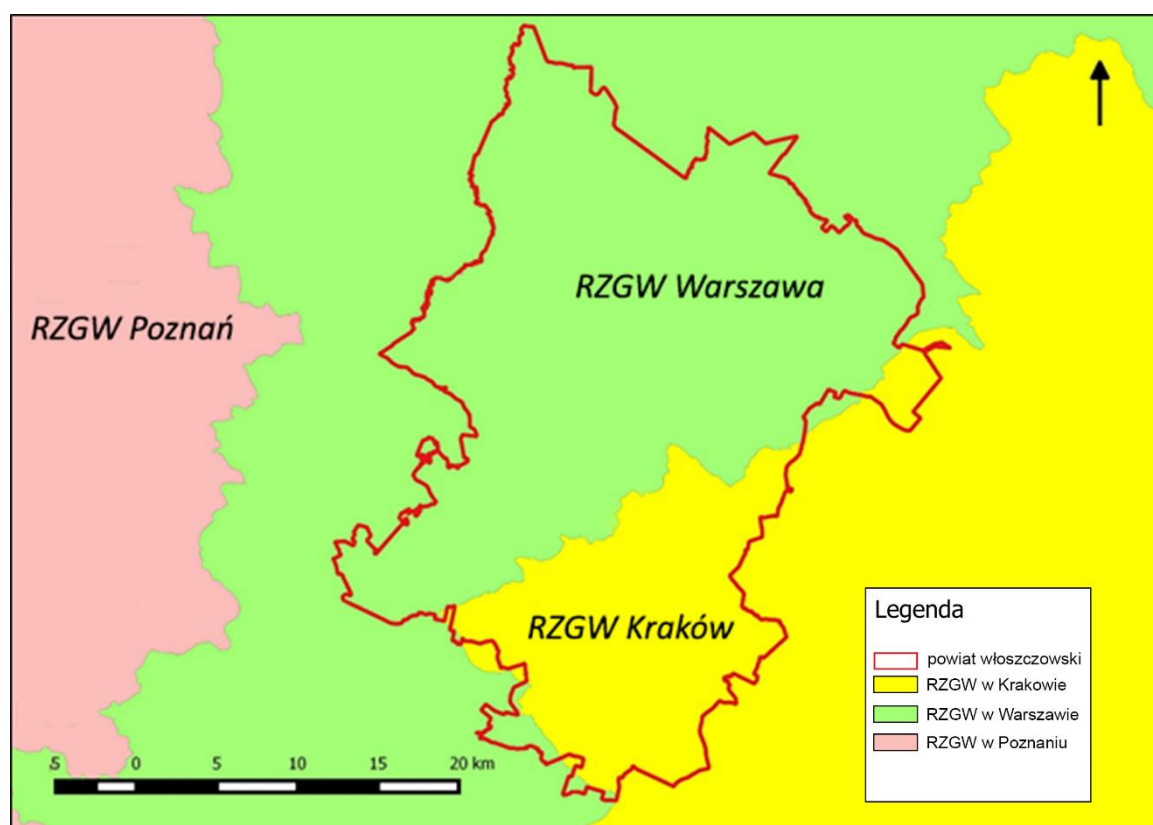 RZGW Warszawa
RZGW Poznań
RZGW Kraków
Legenda
powiat włoszczowski
RZGW w Krakowie
RZGW w Warszawie
RZGW w Poznaniu
5 0 5 10 15 20 km